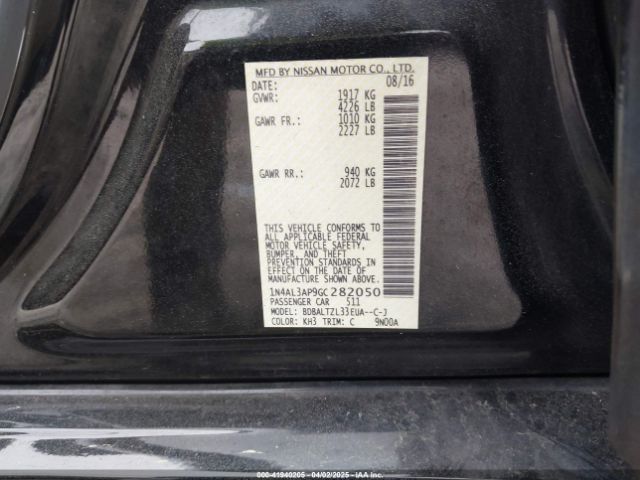 MFD BY NISSAN MOTOR CO., LTD.
DATE: 08/16
GVWR: 1917 KG
4226 LB
GAWR FR.: 1010 KG
2227 LB
GAWR RR.: 940 KG
2072 LB
THIS VEHICLE CONFORMS TO
ALL APPLICABLE FEDERAL
MOTOR VEHICLE SAFETY,
BUMPER, AND THEFT
PREVENTION STANDARDS IN
EFFECT ON THE DATE OF
MANUFACTURE SHOWN ABOVE.
1N4AL3AP9GC282050
PASSENGER CAR 511
MODEL: BDBALTZL33EUA--C-J
COLOR: KH3 TRIM: C 9N00A
000-41940205 - 04/02/2025 - IAA Inc.